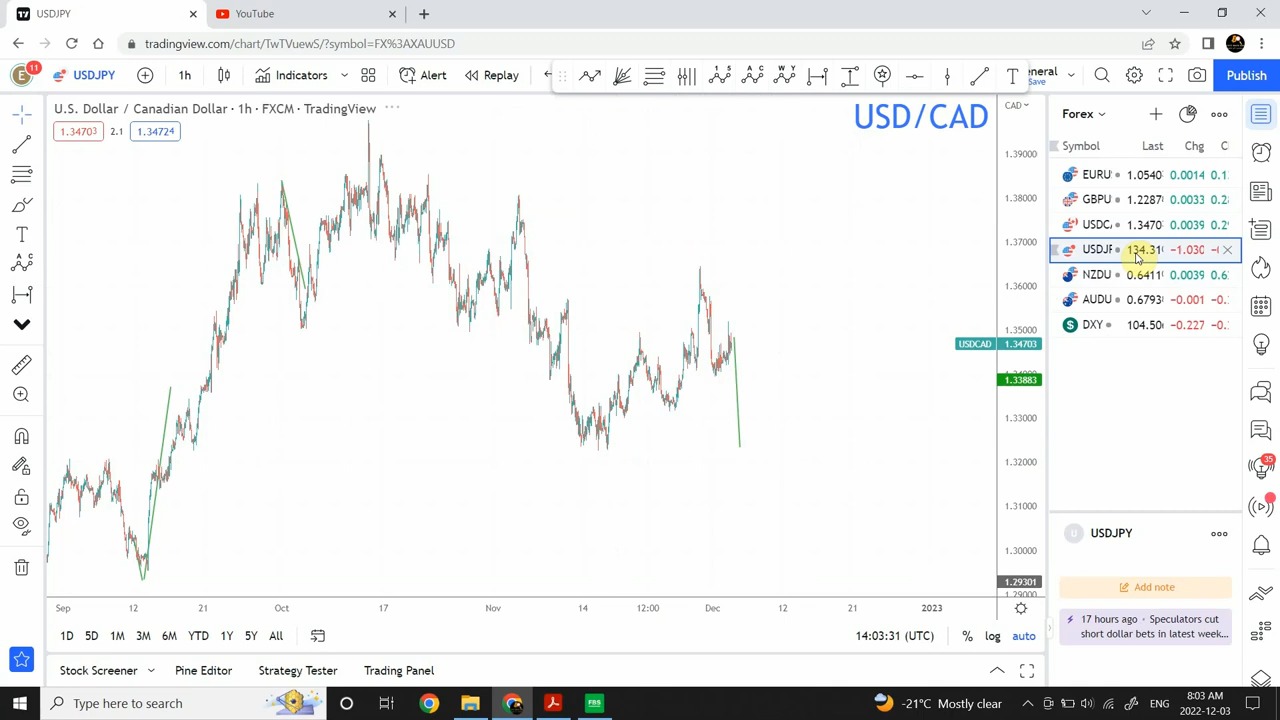 USDJPY
YouTube
tradingview.com/chart/TwTVuewS/?symbol=FX%3AXAUUSD
E
11
USDJPY
1h
Indicators
Alert
Replay
General
Save
Publish
U.S. Dollar / Canadian Dollar · 1h · FXCM · TradingView
1.34703
2.1
1.34724
USD/CAD
CAD
1.39000
1.38000
1.37000
1.36000
1.35000
USDCAD 1.34703
1.33883
1.33000
1.32000
1.31000
1.30000
1.29301
1.29000
Sep 12 21 Oct 17 Nov 14 12:00 Dec 12 21 2023
1D 5D 1M 3M 6M YTD 1Y 5Y All
14:03:31 (UTC)
% log auto
Stock Screener
Pine Editor
Strategy Tester
Trading Panel
Forex
Symbol Last Chg
EURU 1.0540 0.0014
GBPU 1.2287 0.0033
USDC 1.3470 0.0039
USDJP 134.31 −1.030
NZDU 0.6411 0.0039
AUDU 0.6793 −0.001
DXY 104.50 −0.227
U
USDJPY
Add note
17 hours ago · Speculators cut
short dollar bets in latest week...
35
Type here to search
FBS
-21°C Mostly clear
ENG
8:03 AM
2022-12-03